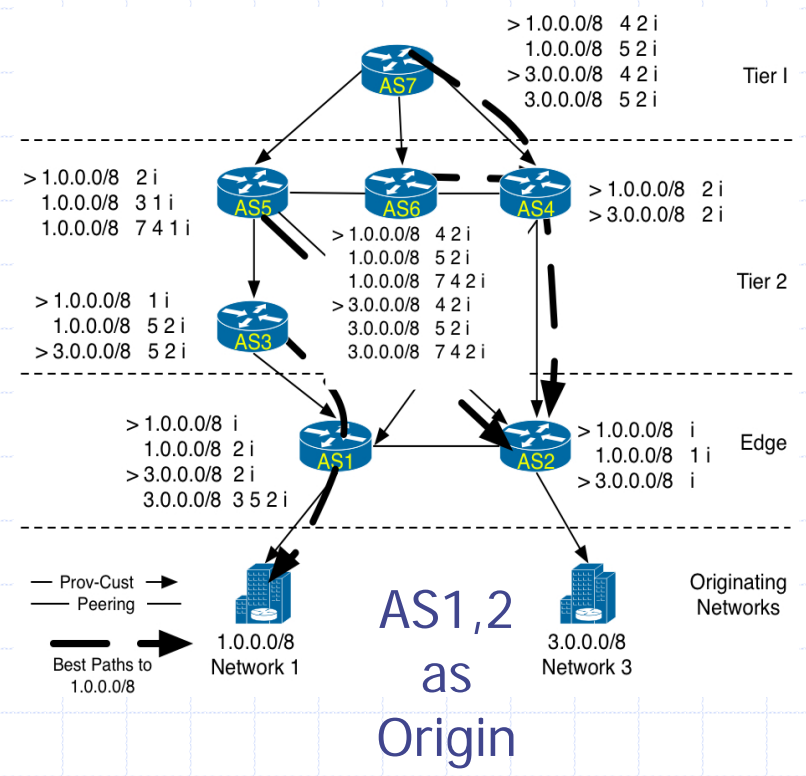 > 1.0.0.0/8 4 2 i
1.0.0.0/8 5 2 i
> 3.0.0.0/8 4 2 i
3.0.0.0/8 5 2 i
Tier I
AS7
> 1.0.0.0/8 2 i
1.0.0.0/8 3 1 i
1.0.0.0/8 7 4 1 i
AS5
AS6
AS4
> 1.0.0.0/8 2 i
> 3.0.0.0/8 2 i
> 1.0.0.0/8 4 2 i
1.0.0.0/8 5 2 i
1.0.0.0/8 7 4 2 i
> 3.0.0.0/8 4 2 i
3.0.0.0/8 5 2 i
3.0.0.0/8 7 4 2 i
Tier 2
> 1.0.0.0/8 1 i
1.0.0.0/8 5 2 i
> 3.0.0.0/8 5 2 i
AS3
> 1.0.0.0/8 i
1.0.0.0/8 2 i
> 3.0.0.0/8 2 i
3.0.0.0/8 3 5 2 i
AS1
AS2
> 1.0.0.0/8 i
1.0.0.0/8 1 i
> 3.0.0.0/8 i
Edge
Prov-Cust
Peering
Best Paths to
1.0.0.0/8
1.0.0.0/8
Network 1
AS1,2
as
Origin
3.0.0.0/8
Network 3
Originating
Networks